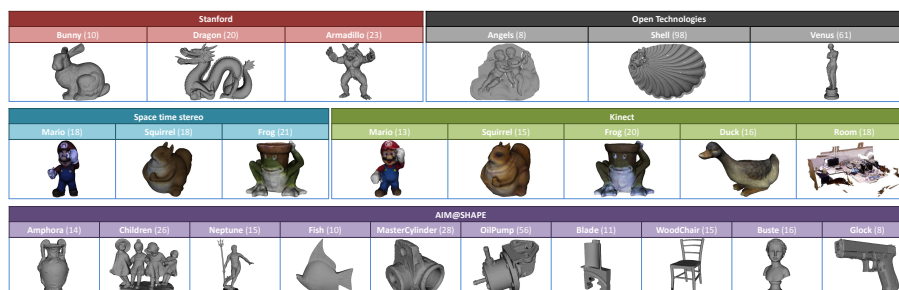 Stanford
Open Technologies
Bunny (10)
Dragon (20)
Armadillo (23)
Angels (8)
Shell (98)
Venus (61)
Space time stereo
Kinect
Mario (18)
Squirrel (18)
Frog (21)
Mario (13)
Squirrel (15)
Frog (20)
Duck (16)
Room (18)
AIM@SHAPE
Amphora (14)
Children (26)
Neptune (15)
Fish (10)
MasterCylinder (28)
OilPump (56)
Blade (11)
WoodChair (15)
Buste (16)
Glock (8)